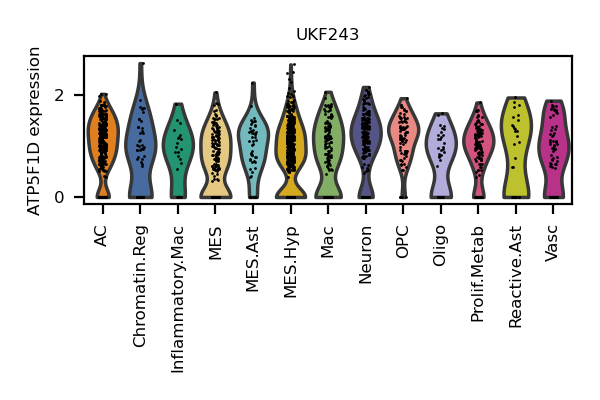 UKF243
ATP5F1D expression
2
0
AC
Chromatin.Reg
Inflammatory.Mac
MES
MES.Ast
MES.Hyp
Mac
Neuron
OPC
Oligo
Prolif.Metab
Reactive.Ast
Vasc